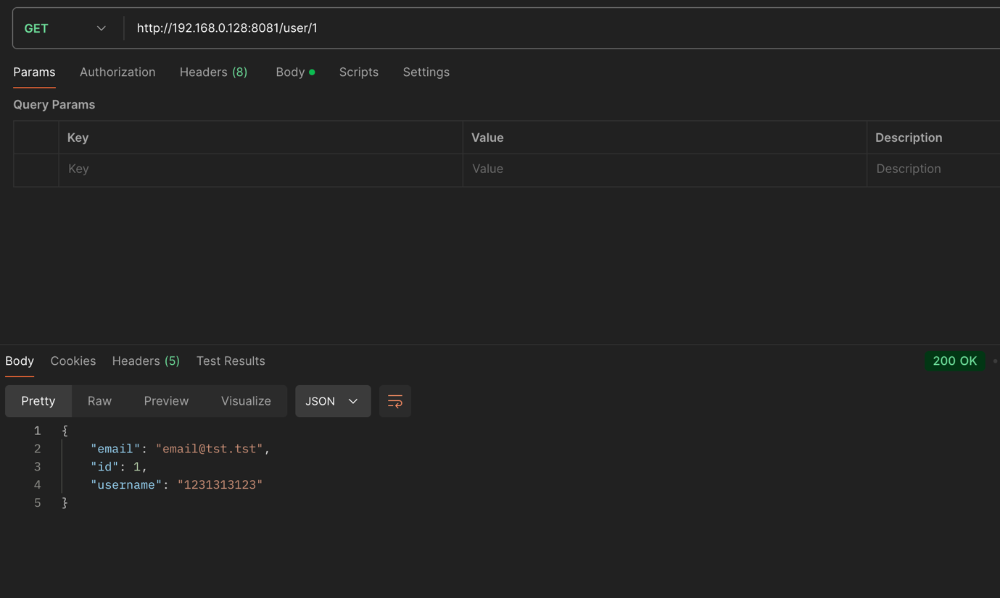 GET http://192.168.0.128:8081/user/1
Params Authorization Headers (8) Body Scripts Settings
Query Params
Key Value Description
Key Value Description
Body Cookies Headers (5) Test Results 200 OK
Pretty Raw Preview Visualize JSON
1 {
2 "email": "email@tst.tst",
3 "id": 1,
4 "username": "1231313123"
5 }